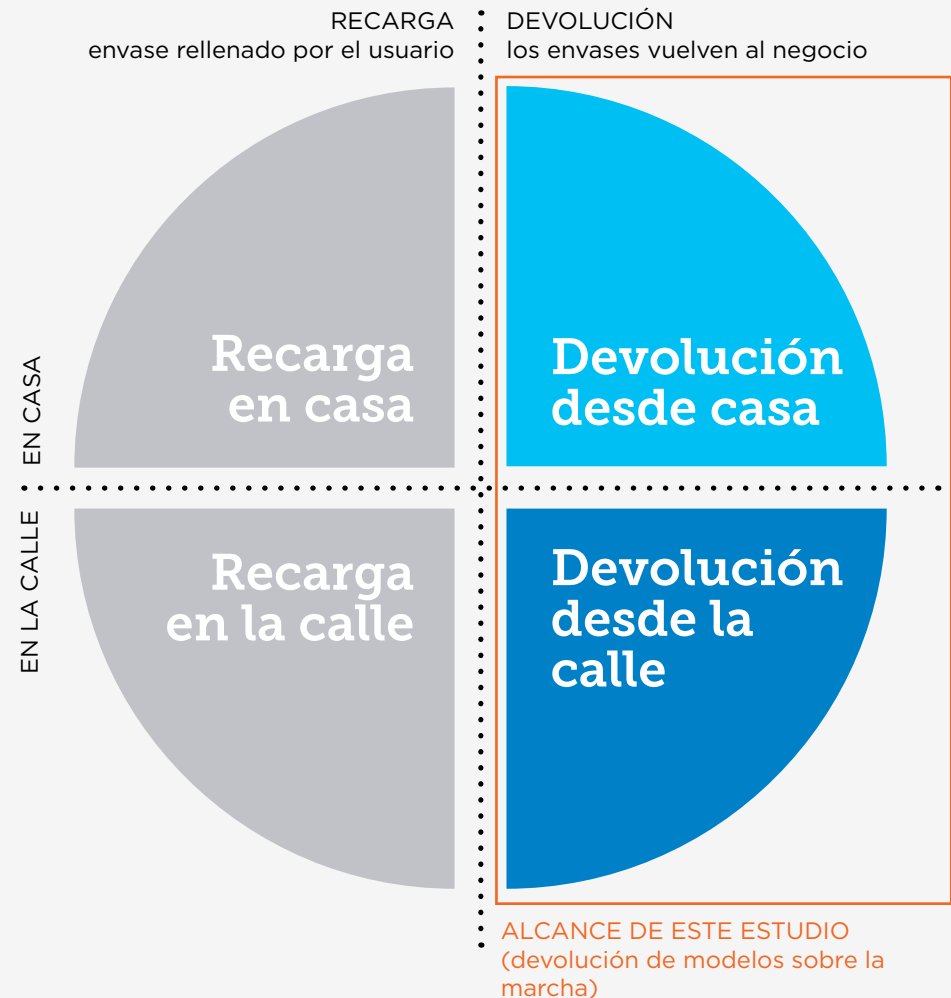 RECARGA
envase rellenado por el usuario
DEVOLUCIÓN
los envases vuelven al negocio
EN CASA
Recarga
en casa
Devolución
desde casa
EN LA CALLE
Recarga
en la calle
Devolución
desde la
calle
ALCANCE DE ESTE ESTUDIO
(devolución de modelos sobre la
marcha)